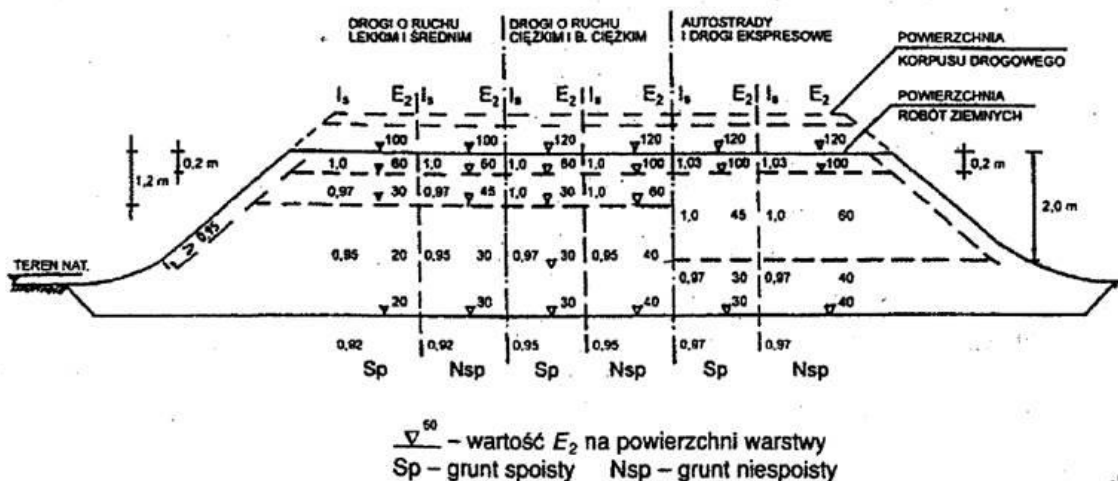 DROGI O RUCHU
LEKKIM I ŚREDNIM
DROGI O RUCHU
CIĘŻKIM I B. CIĘŻKIM
AUTOSTRADY
I DROGI EKSPRESOWE
POWIERZCHNIA
KORPUSU DROGOWEGO
Is E2 Is E2 Is E2 Is E2 Is E2 Is E2
POWIERZCHNIA
ROBÓT ZIEMNYCH
100 100 120 120 120 120
0,2 m 1,0 60 1,0 60 1,0 60 1,0 100 1,03 100 1,03 100 0,2 m
1,2 m 0,97 30 0,97 45 1,0 30 1,0 60
1,0 45 1,0 60 2,0 m
Is ≥ 0,95
TEREN NAT.
0,95 20 0,95 30 0,97 30 0,95 40
0,97 30 0,97 40
20 30 30 40 30 40
0,92 0,92 0,95 0,95 0,97 0,97
Sp Nsp Sp Nsp Sp Nsp
60 – wartość E2 na powierzchni warstwy
Sp – grunt spoisty Nsp – grunt niespoisty